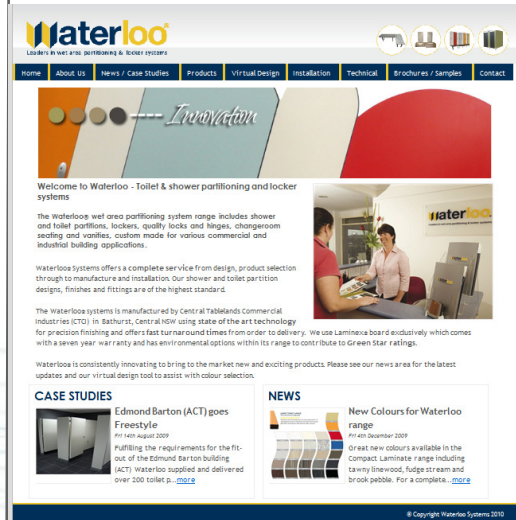 Waterloo®
Leaders in wet area partitioning & locker systems
Home About Us News / Case Studies Products Virtual Design Installation Technical Brochures / Samples Contact
Innovation
Welcome to Waterloo - Toilet & shower partitioning and locker
systems
The Waterloo® wet area partitioning system range includes shower
and toilet partitions, lockers, quality locks and hinges, changeroom
seating and vanities, custom made for various commercial and
industrial building applications.
Waterloo® Systems offers a complete service from design, product selection
through to manufacture and installation. Our shower and toilet partition
designs, finishes and fittings are of the highest standard.
The Waterloo® systems is manufactured by Central Tablelands Commercial
Industries (CTCI) in Bathurst, Central NSW using state of the art technology
for precision finishing and offers fast turnaround times from order to delivery. We use Laminex® board exclusively which comes
with a seven year warranty and has environmental options within its range to contribute to Green Star ratings.
Waterloo® is consistently innovating to bring to the market new and exciting products. Please see our news area for the latest
updates and our virtual design tool to assist with colour selection.
CASE STUDIES
Edmond Barton (ACT) goes
Freestyle
Fri 14th August 2009
Fulfilling the requirements for the fit-
out of the Edmond Barton building
(ACT) Waterloo supplied and delivered
over 200 toilet p...more
NEWS
New Colours for Waterloo
range
Fri 4th December 2009
Great new colours available in the
Compact Laminate range including
tawny linewood, fudge stream and
brook pebble. For a complete...more
waterloo
© Copyright Waterloo Systems 2010